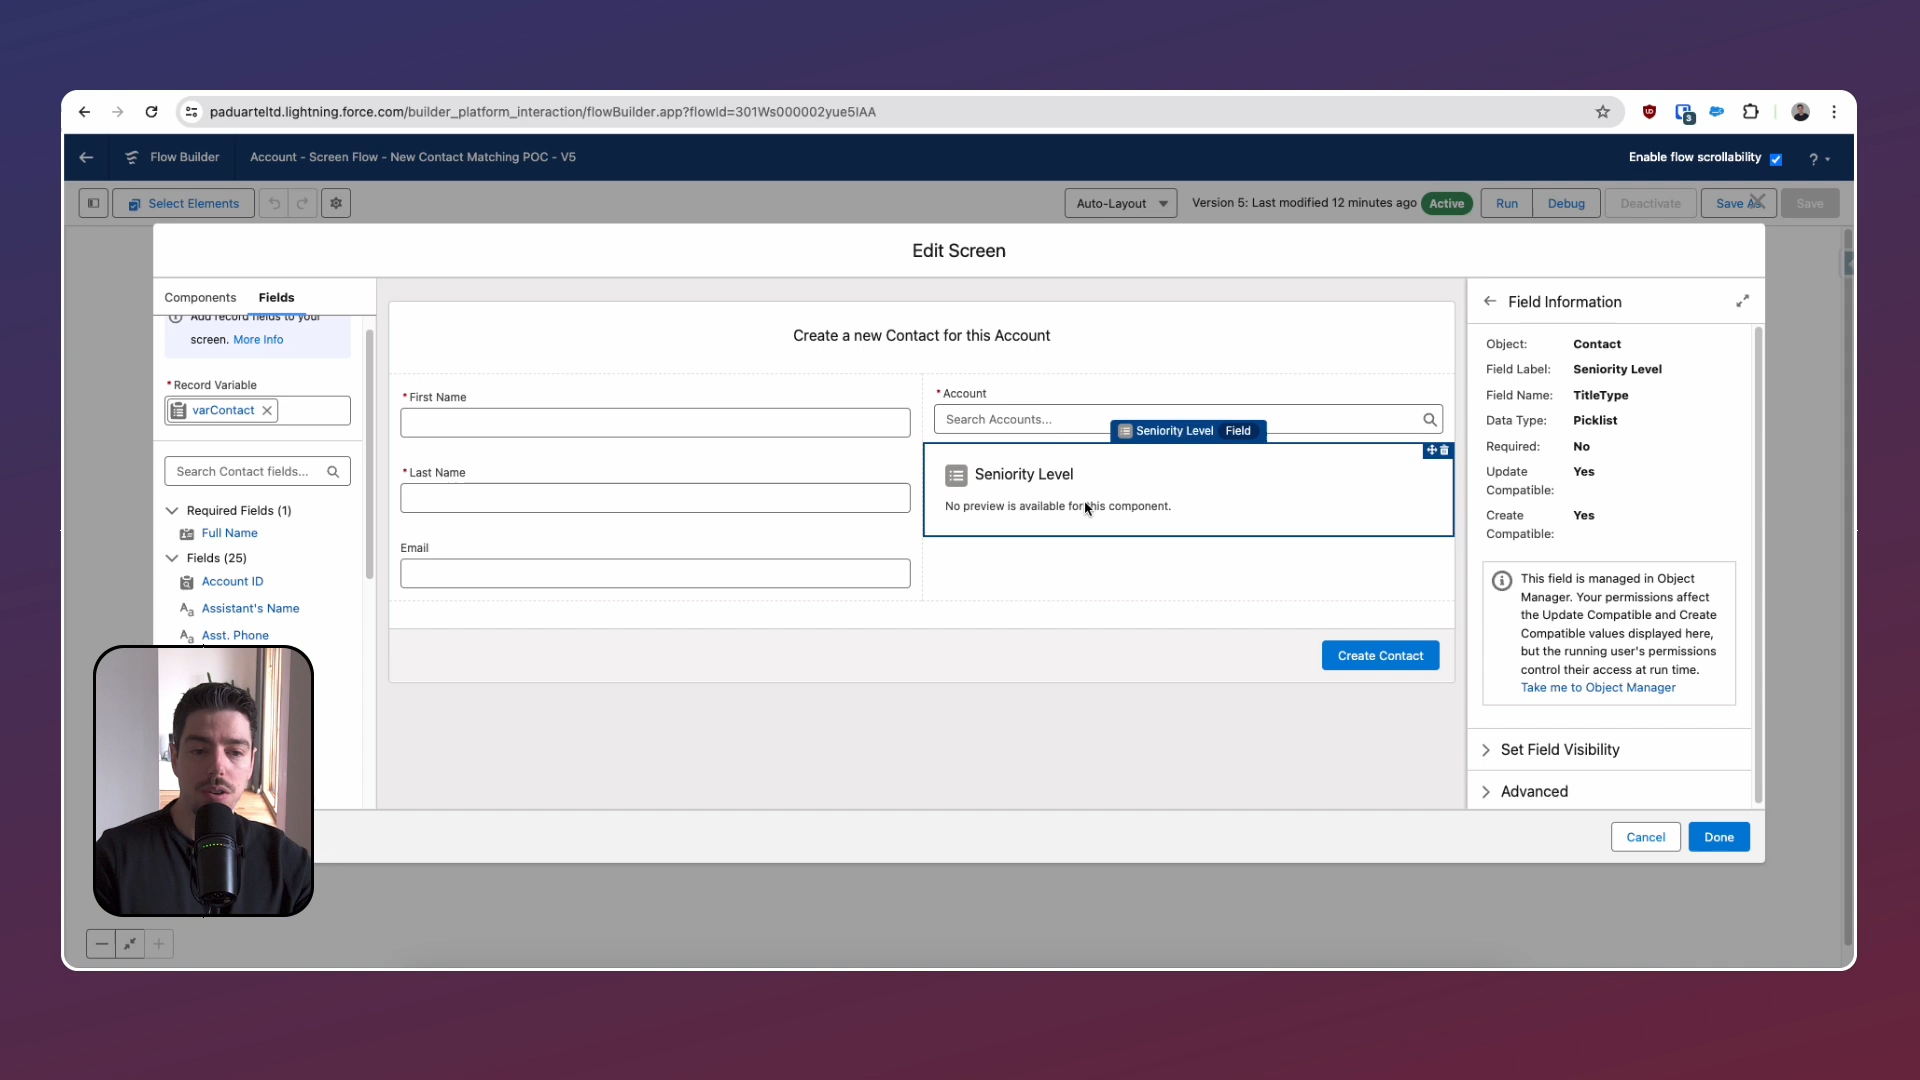 paduarteltd.lightning.force.com/builder_platform_interaction/flowBuilder.app?flowId=301Ws000002yue5IAA
3
Flow Builder
Account - Screen Flow - New Contact Matching POC - V5
Enable flow scrollability
?
Select Elements
Auto-Layout
Version 5: Last modified 12 minutes ago
Active
Run
Debug
Deactivate
Save As
Save
Edit Screen
Components
Fields
Add record fields to your
screen. More Info
* Record Variable
varContact
Search Contact fields...
Required Fields (1)
Full Name
Fields (25)
Account ID
Assistant's Name
Asst. Phone
Create a new Contact for this Account
* First Name
* Last Name
Email
* Account
Search Accounts...
Seniority Level Field
Seniority Level
No preview is available for this component.
Create Contact
Field Information
Object: Contact
Field Label: Seniority Level
Field Name: TitleType
Data Type: Picklist
Required: No
Update Yes
Compatible:
Create Yes
Compatible:
This field is managed in Object
Manager. Your permissions affect
the Update Compatible and Create
Compatible values displayed here,
but the running user's permissions
control their access at run time.
Take me to Object Manager
Set Field Visibility
Advanced
Cancel
Done